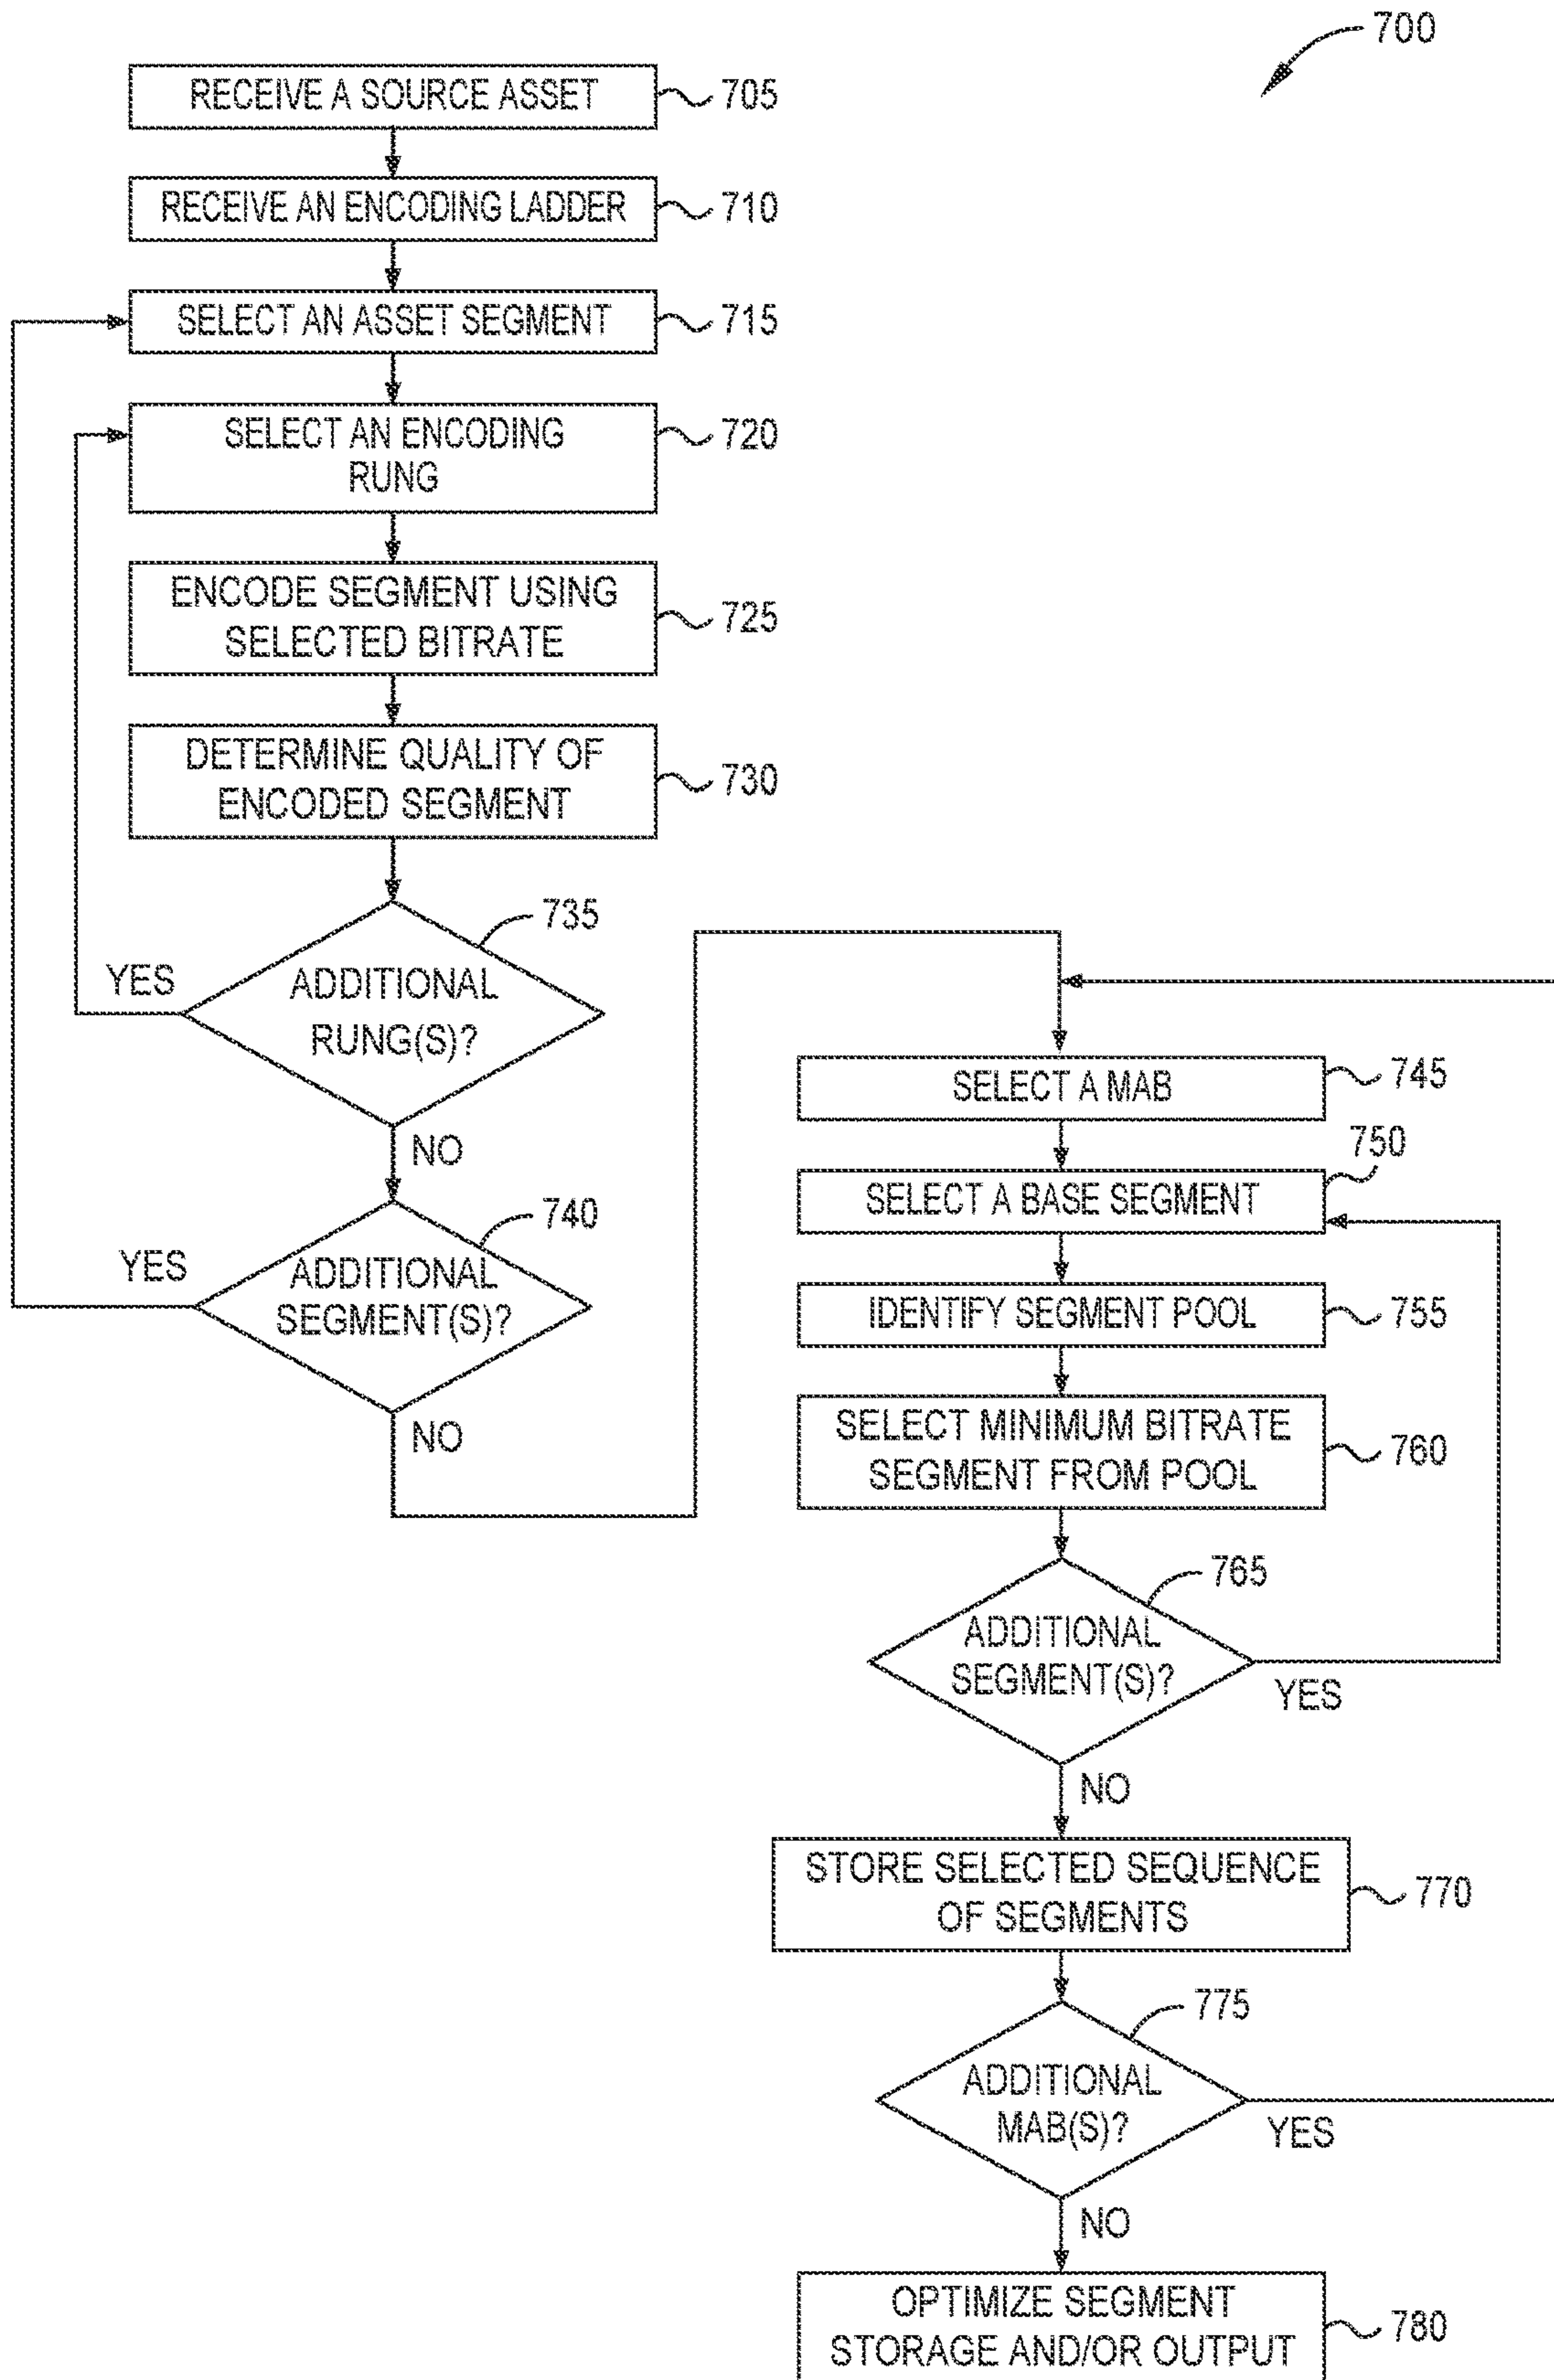 700
RECEIVE A SOURCE ASSET
705
RECEIVE AN ENCODING LADDER
710
SELECT AN ASSET SEGMENT
715
SELECT AN ENCODING
RUNG
720
ENCODE SEGMENT USING
SELECTED BITRATE
725
DETERMINE QUALITY OF
ENCODED SEGMENT
730
735
ADDITIONAL
RUNG(S)?
YES
NO
740
ADDITIONAL
SEGMENT(S)?
YES
NO
SELECT A MAB
745
750
SELECT A BASE SEGMENT
IDENTIFY SEGMENT POOL
755
SELECT MINIMUM BITRATE
SEGMENT FROM POOL
760
765
ADDITIONAL
SEGMENT(S)?
YES
NO
STORE SELECTED SEQUENCE
OF SEGMENTS
770
775
ADDITIONAL
MAB(S)?
YES
NO
OPTIMIZE SEGMENT
STORAGE AND/OR OUTPUT
780